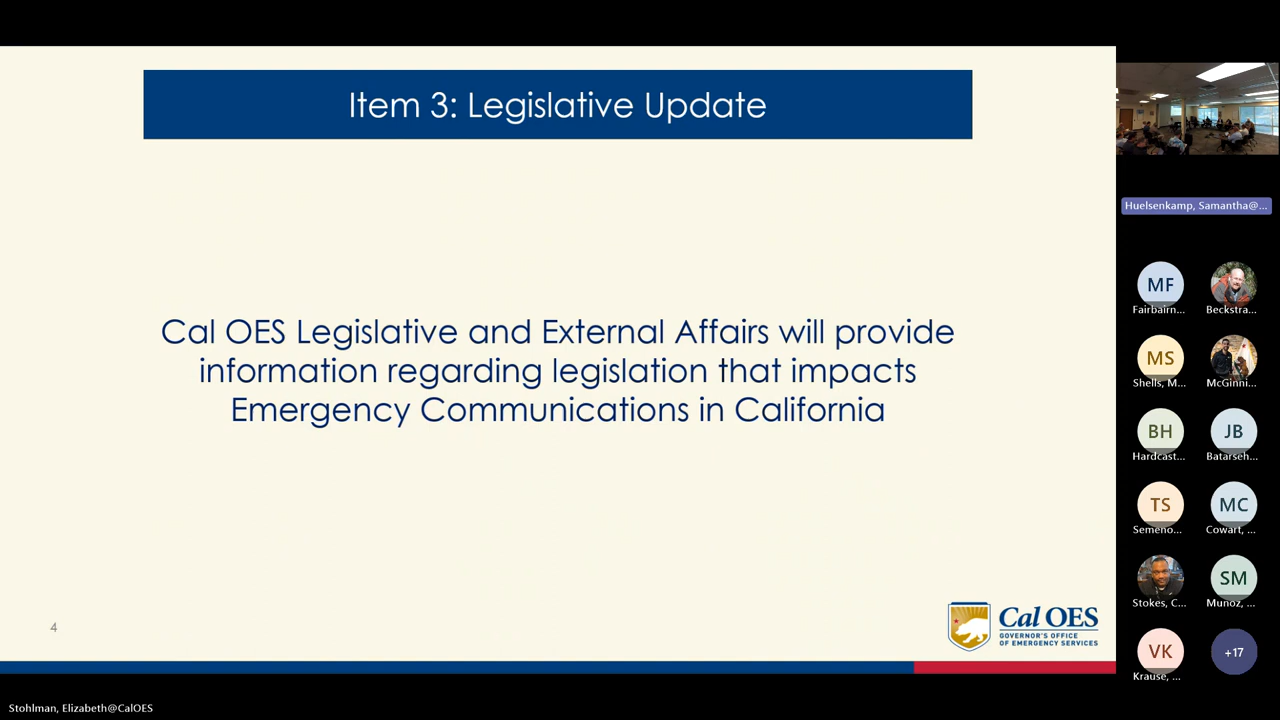 Item 3: Legislative Update
Cal OES Legislative and External Affairs will provide
information regarding legislation that impacts
Emergency Communications in California
4
Cal OES
GOVERNOR'S OFFICE
OF EMERGENCY SERVICES
Stohlman, Elizabeth@CalOES
Huelsenkamp, Samantha@...
MF
Fairbairn...
Beckstra...
MS
Shells, M...
McGinni...
BH
Hardcast...
JB
Batarseh...
TS
Semeno...
MC
Cowart, ...
Stokes, C...
SM
Munoz, ...
VK
Krause, ...
+17